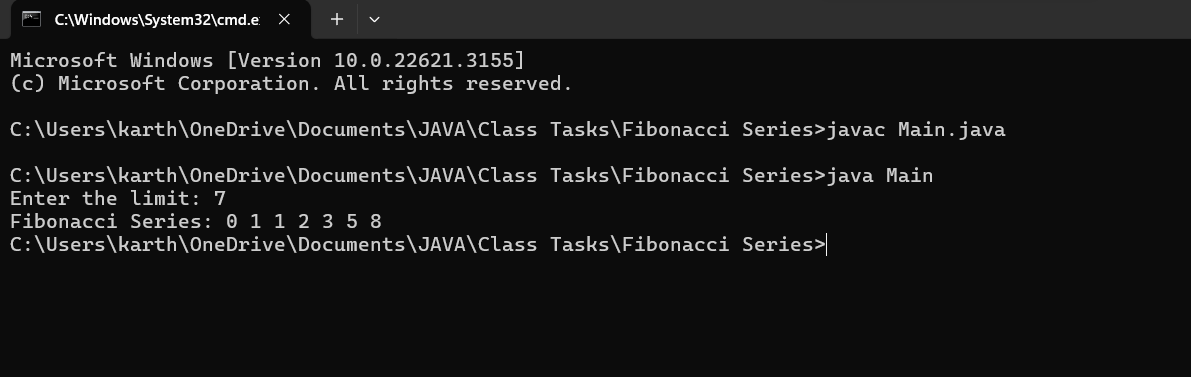 C:\Windows\System32\cmd.e
Microsoft Windows [Version 10.0.22621.3155]
(c) Microsoft Corporation. All rights reserved.
C:\Users\karth\OneDrive\Documents\JAVA\Class Tasks\Fibonacci Series>javac Main.java
C:\Users\karth\OneDrive\Documents\JAVA\Class Tasks\Fibonacci Series>java Main
Enter the limit: 7
Fibonacci Series: 0 1 1 2 3 5 8
C:\Users\karth\OneDrive\Documents\JAVA\Class Tasks\Fibonacci Series>